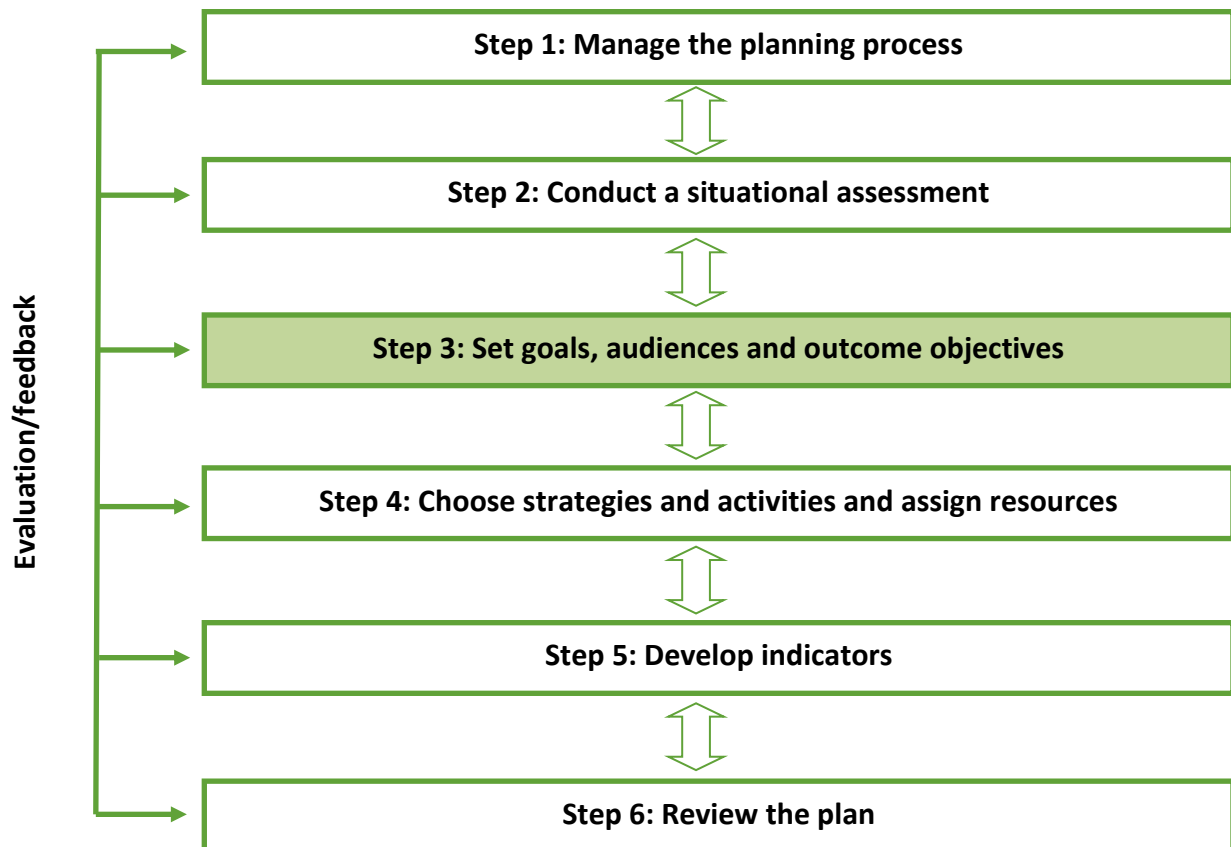 Step 1: Manage the planning process
Step 2: Conduct a situational assessment
Step 3: Set goals, audiences and outcome objectives
Step 4: Choose strategies and activities and assign resources
Step 5: Develop indicators
Step 6: Review the plan
Evaluation/feedback